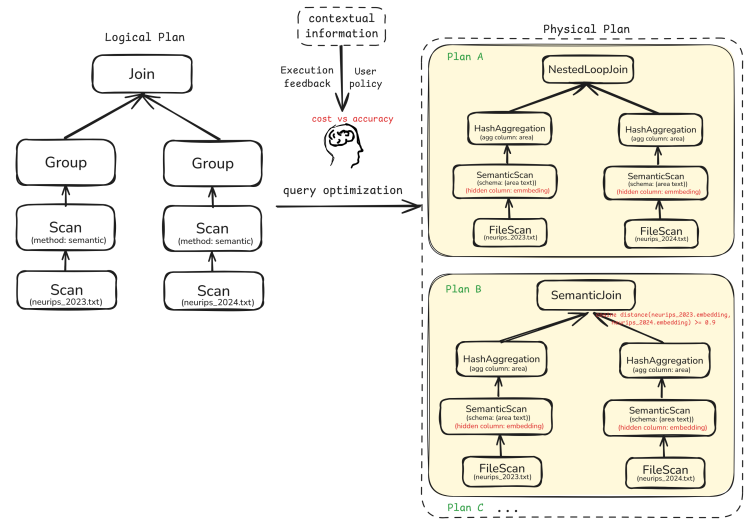 contextual
information
Logical Plan
Physical Plan
Join
Execution
feedback
User
policy
cost vs accuracy
query optimization
Group
Group
Scan
(method: semantic)
Scan
(method: semantic)
Scan
(neurips_2023.txt)
Scan
(neurips_2024.txt)
Plan A
NestedLoopJoin
HashAggregation
(agg column: area)
HashAggregation
(agg column: area)
SemanticScan
(schema: (area text))
(hidden column: emnbedding)
SemanticScan
(schema: (area text))
(hidden column: emnbedding)
FileScan
(neurips_2023.txt)
FileScan
(neurips_2024.txt)
Plan B
SemanticJoin
distance(neurips_2023.embedding,
neurips_2024.embedding) >= 0.9
HashAggregation
(agg column: area)
HashAggregation
(agg column: area)
SemanticScan
(schema: (area text))
(hidden column: embedding)
SemanticScan
(schema: (area text))
(hidden column: embedding)
FileScan
(neurips_2023.txt)
FileScan
(neurips_2024.txt)
Plan C ...